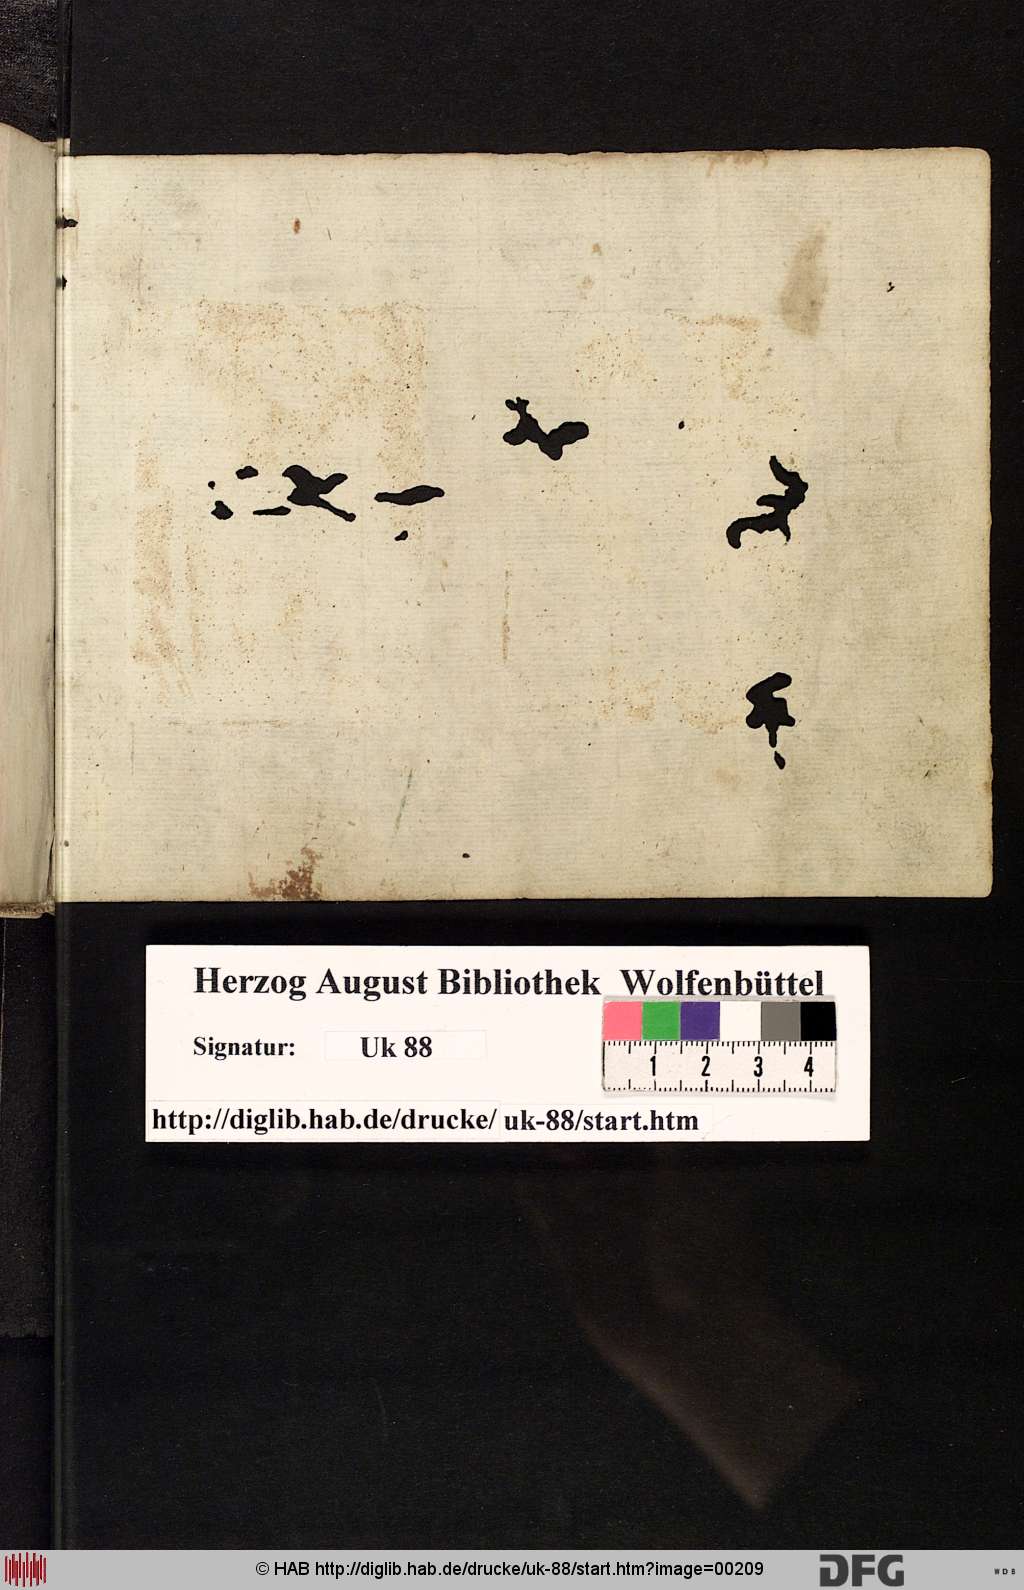 Herzog August Bibliothek Wolfenbüttel
Signatur: Uk 88
1 2 3 4
http://diglib.hab.de/drucke/ uk-88/start.htm
© HAB http://diglib.hab.de/drucke/uk-88/start.htm?image=00209
DFG
WDB